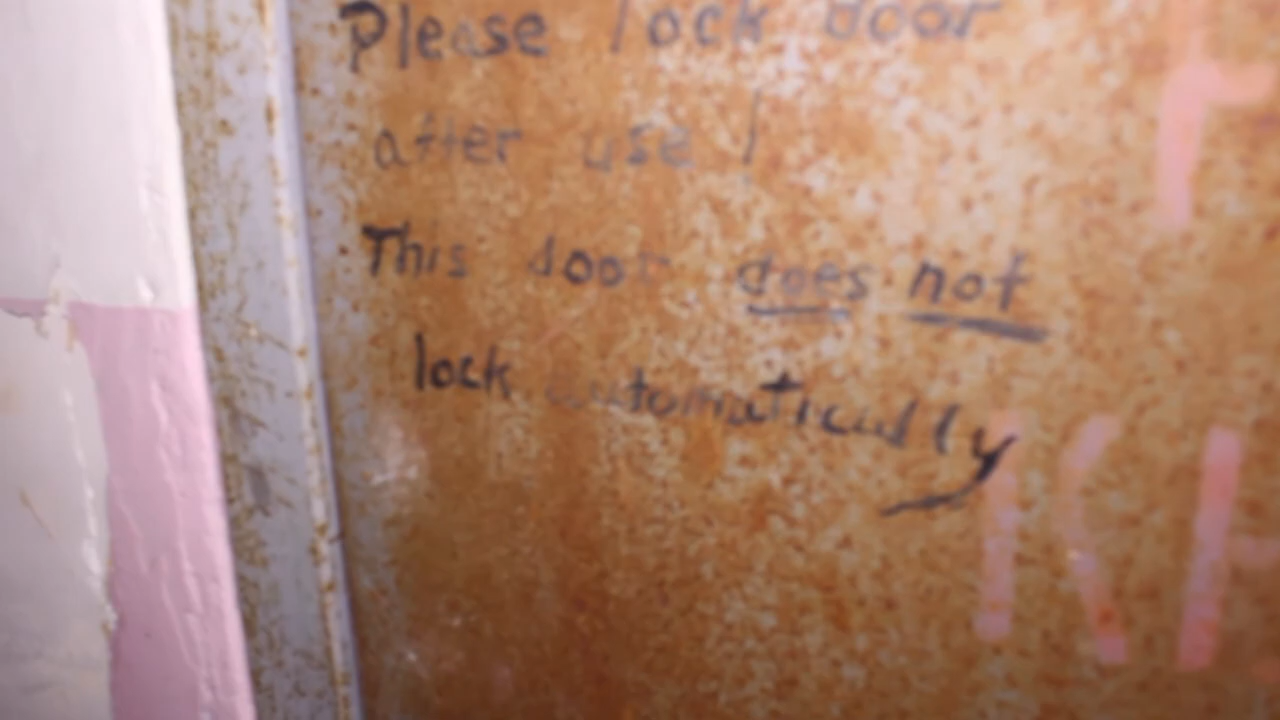 Please lock door
after use!
This door does not
lock automatically